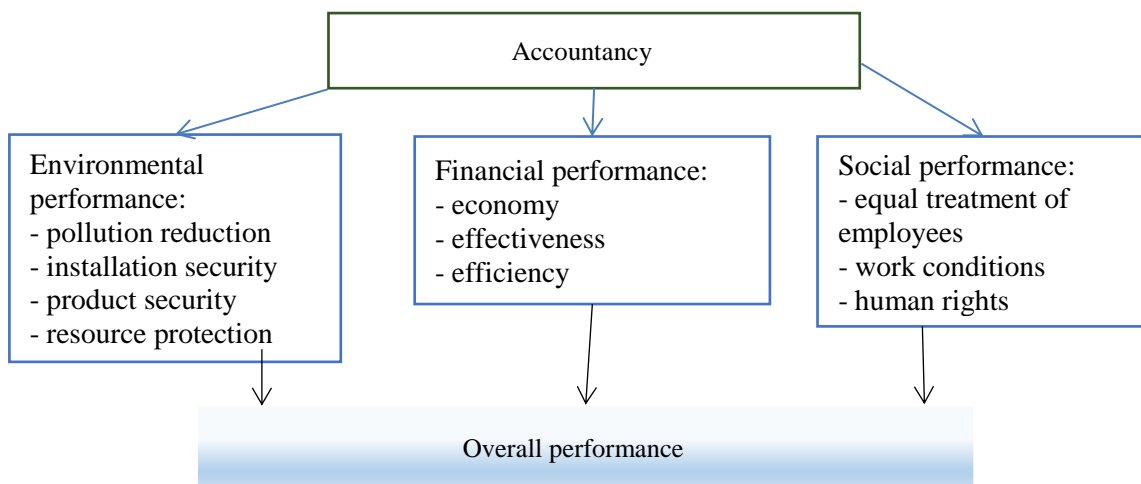 Accountancy
Environmental
performance:
- pollution reduction
- installation security
- product security
- resource protection
Financial performance:
- economy
- effectiveness
- efficiency
Social performance:
- equal treatment of
employees
- work conditions
- human rights
Overall performance